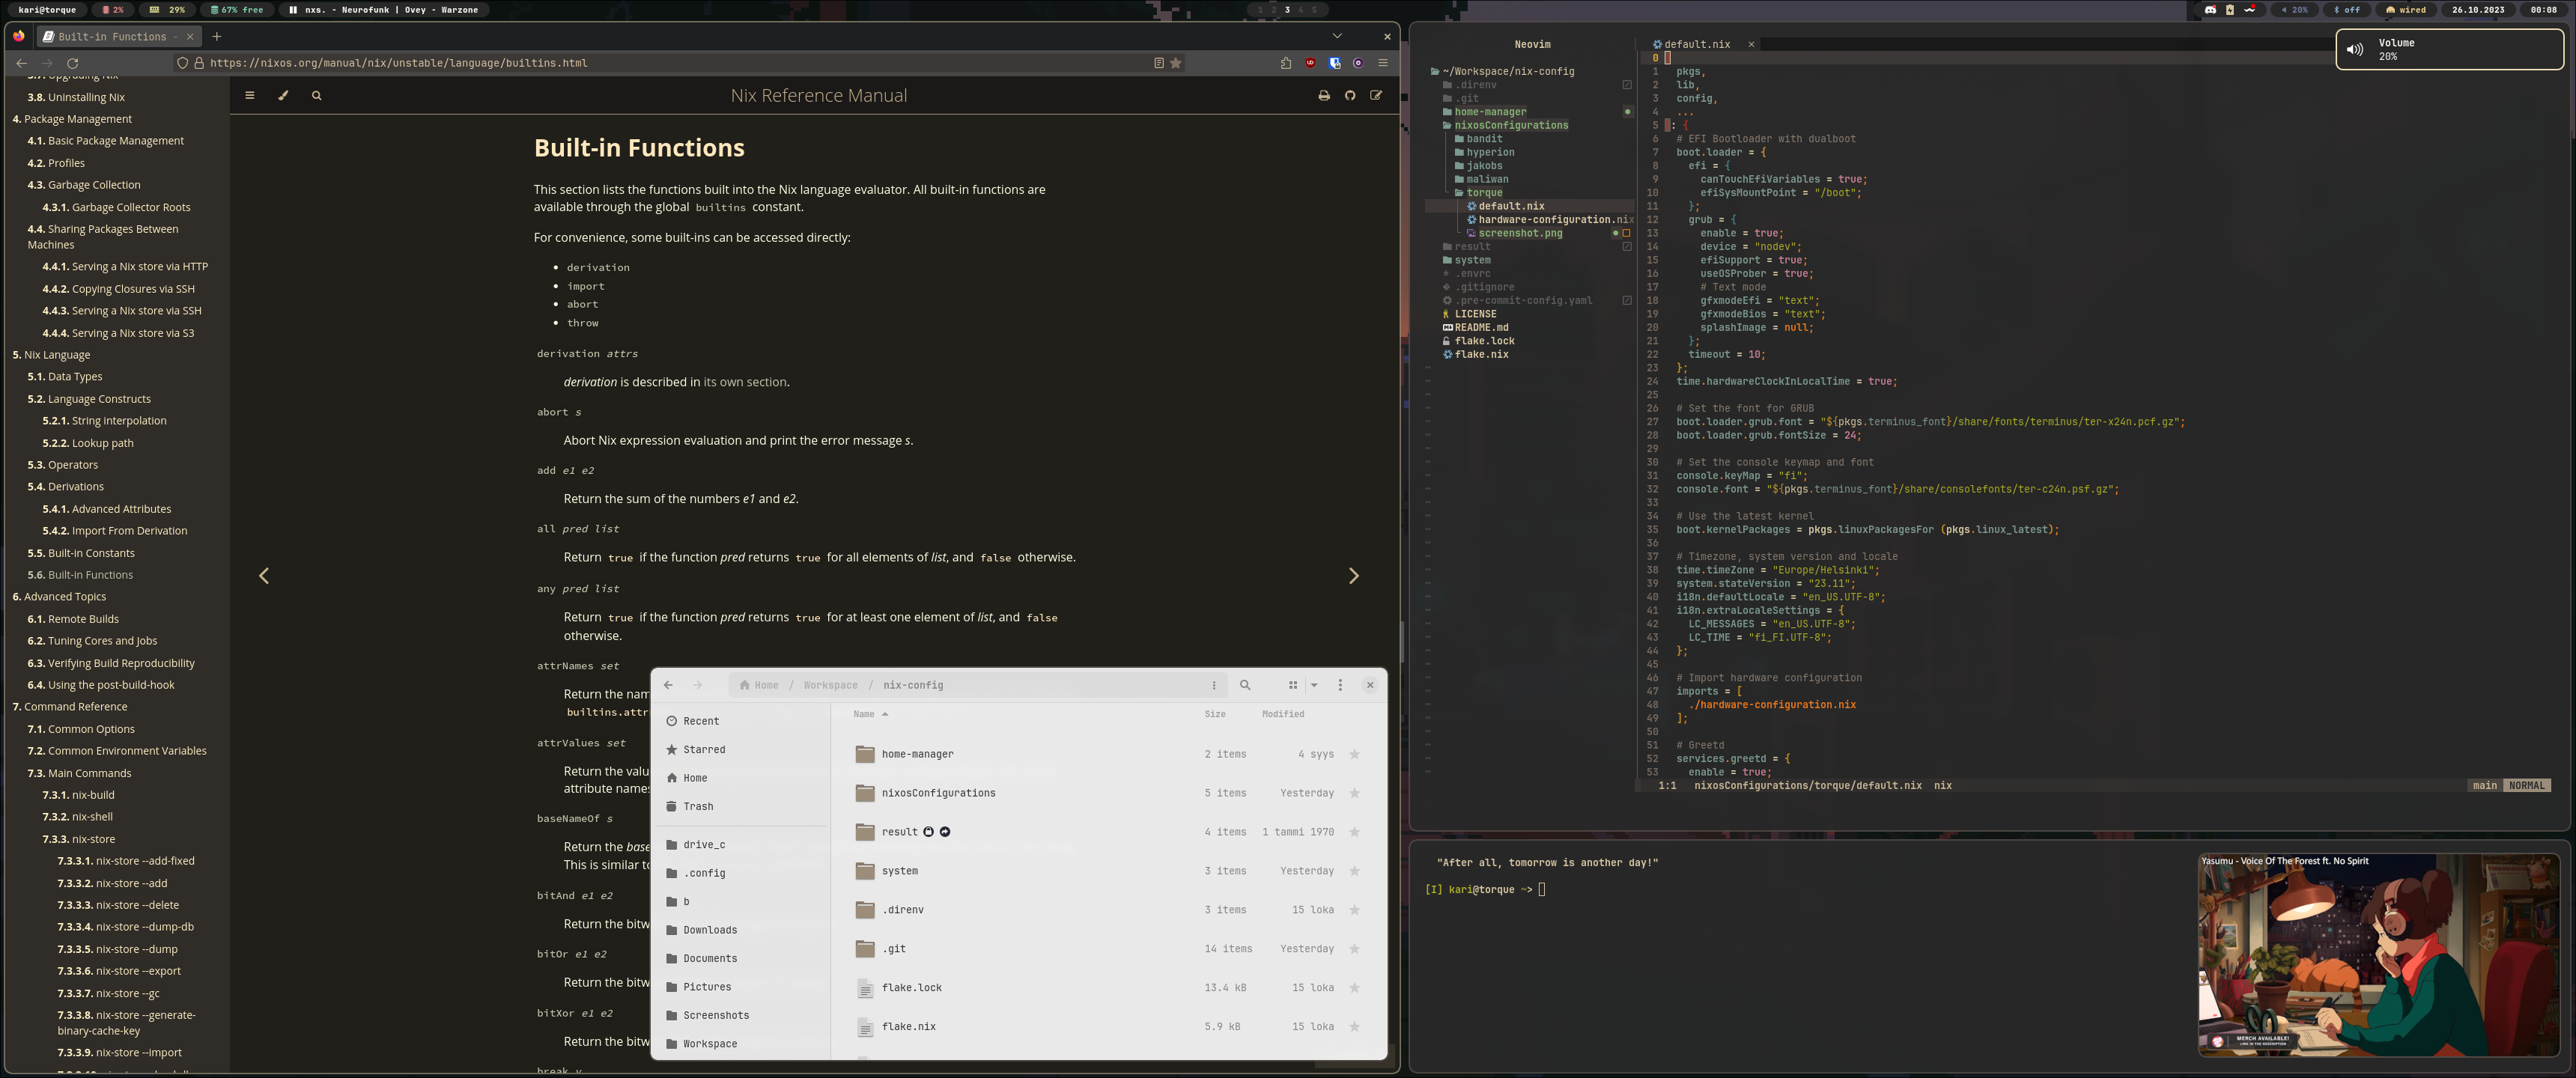 kari@torque 2% 29% 67% free nxs. - Neurofunk | Ovey - Warzone
1 2 3 4 5
20% off wired 26.10.2023 00:08
Built-in Functions -
https://nixos.org/manual/nix/unstable/language/builtins.html
3.7. Upgrading Nix
3.8. Uninstalling Nix
4. Package Management
4.1. Basic Package Management
4.2. Profiles
4.3. Garbage Collection
4.3.1. Garbage Collector Roots
4.4. Sharing Packages Between
Machines
4.4.1. Serving a Nix store via HTTP
4.4.2. Copying Closures via SSH
4.4.3. Serving a Nix store via SSH
4.4.4. Serving a Nix store via S3
5. Nix Language
5.1. Data Types
5.2. Language Constructs
5.2.1. String interpolation
5.2.2. Lookup path
5.3. Operators
5.4. Derivations
5.4.1. Advanced Attributes
5.4.2. Import From Derivation
5.5. Built-in Constants
5.6. Built-in Functions
6. Advanced Topics
6.1. Remote Builds
6.2. Tuning Cores and Jobs
6.3. Verifying Build Reproducibility
6.4. Using the post-build-hook
7. Command Reference
7.1. Common Options
7.2. Common Environment Variables
7.3. Main Commands
7.3.1. nix-build
7.3.2. nix-shell
7.3.3. nix-store
7.3.3.1. nix-store --add-fixed
7.3.3.2. nix-store --add
7.3.3.3. nix-store --delete
7.3.3.4. nix-store --dump-db
7.3.3.5. nix-store --dump
7.3.3.6. nix-store --export
7.3.3.7. nix-store --gc
7.3.3.8. nix-store --generate-
binary-cache-key
7.3.3.9. nix-store --import
Nix Reference Manual
Built-in Functions
This section lists the functions built into the Nix language evaluator. All built-in functions are
available through the global builtins constant.
For convenience, some built-ins can be accessed directly:
• derivation
• import
• abort
• throw
derivation attrs
derivation is described in its own section.
abort s
Abort Nix expression evaluation and print the error message s.
add e1 e2
Return the sum of the numbers e1 and e2.
all pred list
Return true if the function pred returns true for all elements of list, and false otherwise.
any pred list
Return true if the function pred returns true for at least one element of list, and false
otherwise.
attrNames set
Return the nam
builtins.attr
attrValues set
Return the valu
attribute names
baseNameOf s
Return the base
This is similar to
bitAnd e1 e2
Return the bitw
bitOr e1 e2
Return the bitw
bitXor e1 e2
Return the bitw
break v
Home / Workspace / nix-config
Recent
Starred
Home
Trash
drive_c
.config
b
Downloads
Documents
Pictures
Screenshots
Workspace
Name Size Modified
home-manager 2 items 4 syys
nixosConfigurations 5 items Yesterday
result 4 items 1 tammi 1970
system 3 items Yesterday
.direnv 3 items 15 loka
.git 14 items Yesterday
flake.lock 13.4 kB 15 loka
flake.nix 5.9 kB 15 loka
Neovim
~/Workspace/nix-config
.direnv
.git
home-manager
nixosConfigurations
bandit
hyperion
jakobs
maliwan
torque
default.nix
hardware-configuration.nix
screenshot.png
result
system
.envrc
.gitignore
.pre-commit-config.yaml
LICENSE
README.md
flake.lock
flake.nix
default.nix
0 {
1 pkgs,
2 lib,
3 config,
4 ...
5 }: {
6 # EFI Bootloader with dualboot
7 boot.loader = {
8 efi = {
9 canTouchEfiVariables = true;
10 efiSysMountPoint = "/boot";
11 };
12 grub = {
13 enable = true;
14 device = "nodev";
15 efiSupport = true;
16 useOSProber = true;
17 # Text mode
18 gfxmodeEfi = "text";
19 gfxmodeBios = "text";
20 splashImage = null;
21 };
22 timeout = 10;
23 };
24 time.hardwareClockInLocalTime = true;
25
26 # Set the font for GRUB
27 boot.loader.grub.font = "${pkgs.terminus_font}/share/fonts/terminus/ter-x24n.pcf.gz";
28 boot.loader.grub.fontSize = 24;
29
30 # Set the console keymap and font
31 console.keyMap = "fi";
32 console.font = "${pkgs.terminus_font}/share/consolefonts/ter-c24n.psf.gz";
33
34 # Use the latest kernel
35 boot.kernelPackages = pkgs.linuxPackagesFor (pkgs.linux_latest);
36
37 # Timezone, system version and locale
38 time.timeZone = "Europe/Helsinki";
39 system.stateVersion = "23.11";
40 i18n.defaultLocale = "en_US.UTF-8";
41 i18n.extraLocaleSettings = {
42 LC_MESSAGES = "en_US.UTF-8";
43 LC_TIME = "fi_FI.UTF-8";
44 };
45
46 # Import hardware configuration
47 imports = [
48 ./hardware-configuration.nix
49 ];
50
51 # Greetd
52 services.greetd = {
53 enable = true;
1:1 nixosConfigurations/torque/default.nix nix main NORMAL
Volume
20%
"After all, tomorrow is another day!"
[I] kari@torque ~>
Yasumu - Voice Of The Forest ft. No Spirit
MERCH AVAILABLE!
LINK IN THE DESCRIPTION